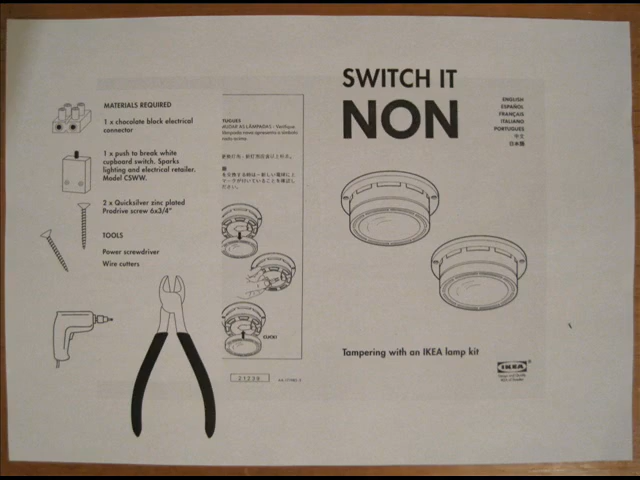 MATERIALS REQUIRED
1 x chocolate block electrical
connector
1 x push to break white
cupboard switch. Sparks
lighting and electrical retailer.
Model CSWW.
2 x Quicksilver zinc plated
Prodrive screw 6x3/4"
TOOLS
Power screwdriver
Wire cutters
TUGUES
CLICK!
21236
SWITCH IT
NON
ENGLISH
ESPAÑOL
FRANÇAIS
ITALIANO
PORTUGUES
中文
日本語
Tampering with an IKEA lamp kit
IKEA